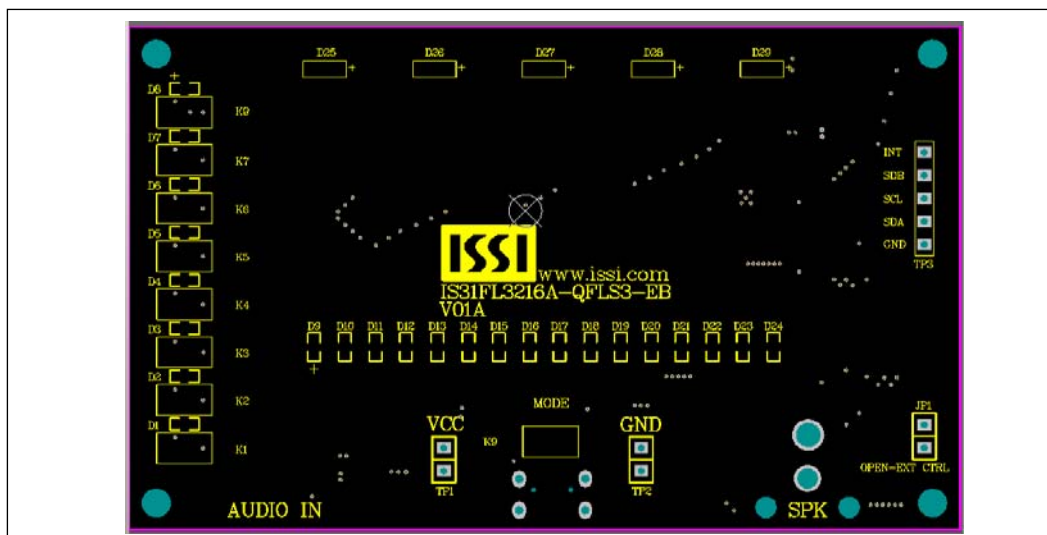 D25 D26 D27 D28 D29
D8
K9
D7
K7
D6
K6
D5
K5
D4
K4
D3
K3
D2
K2
D1
K1
INT
SDB
SCL
SDA
GND
TP3
ISSI
www.issi.com
IS31FL3216A-QFLS3-EB
V01A
D9 D10 D11 D12 D13 D14 D15 D16 D17 D18 D19 D20 D21 D22 D23 D24
MODE
K9
VCC
TP1
GND
TP2
JP1
OPEN=EXT CTRL
AUDIO IN
SPK